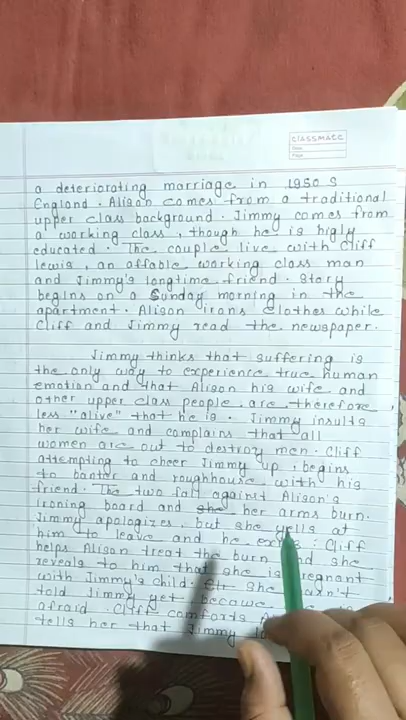 CLASSMATE
Date
Page
a deteriorating marriage in 1950 s
England. Alison comes from a traditional
upper class background. Jimmy comes from
a working class, though he is higly
educated. The couple live with Cliff
lewis, an affable working class man
and Jimmy's longtime friend. Story
begins on a Sunday morning in the
apartment. Alison irons clothes while
Cliff and Jimmy read the newspaper.
Jimmy thinks that suffering is
the only way to experience true human
emotion and that Alison his wife and
other upper class people are therefore
less "alive" that he is. Jimmy insults
her wife and complains that all
women are out to destroy men. Cliff
attempting to cheer Jimmy up, begins
to banter and roughhouse with his
friend. The two fall against Alison's
ironing board and she her arms burn.
Jimmy apologizes, but she yells at
him to leave and he exits. Cliff
helps Alison treat the burn and she
reveals to him that she is pregnant
with Jimmy's child. she
told Jimmy yet
afraid. Cliff comforts
tells her that Jimmy